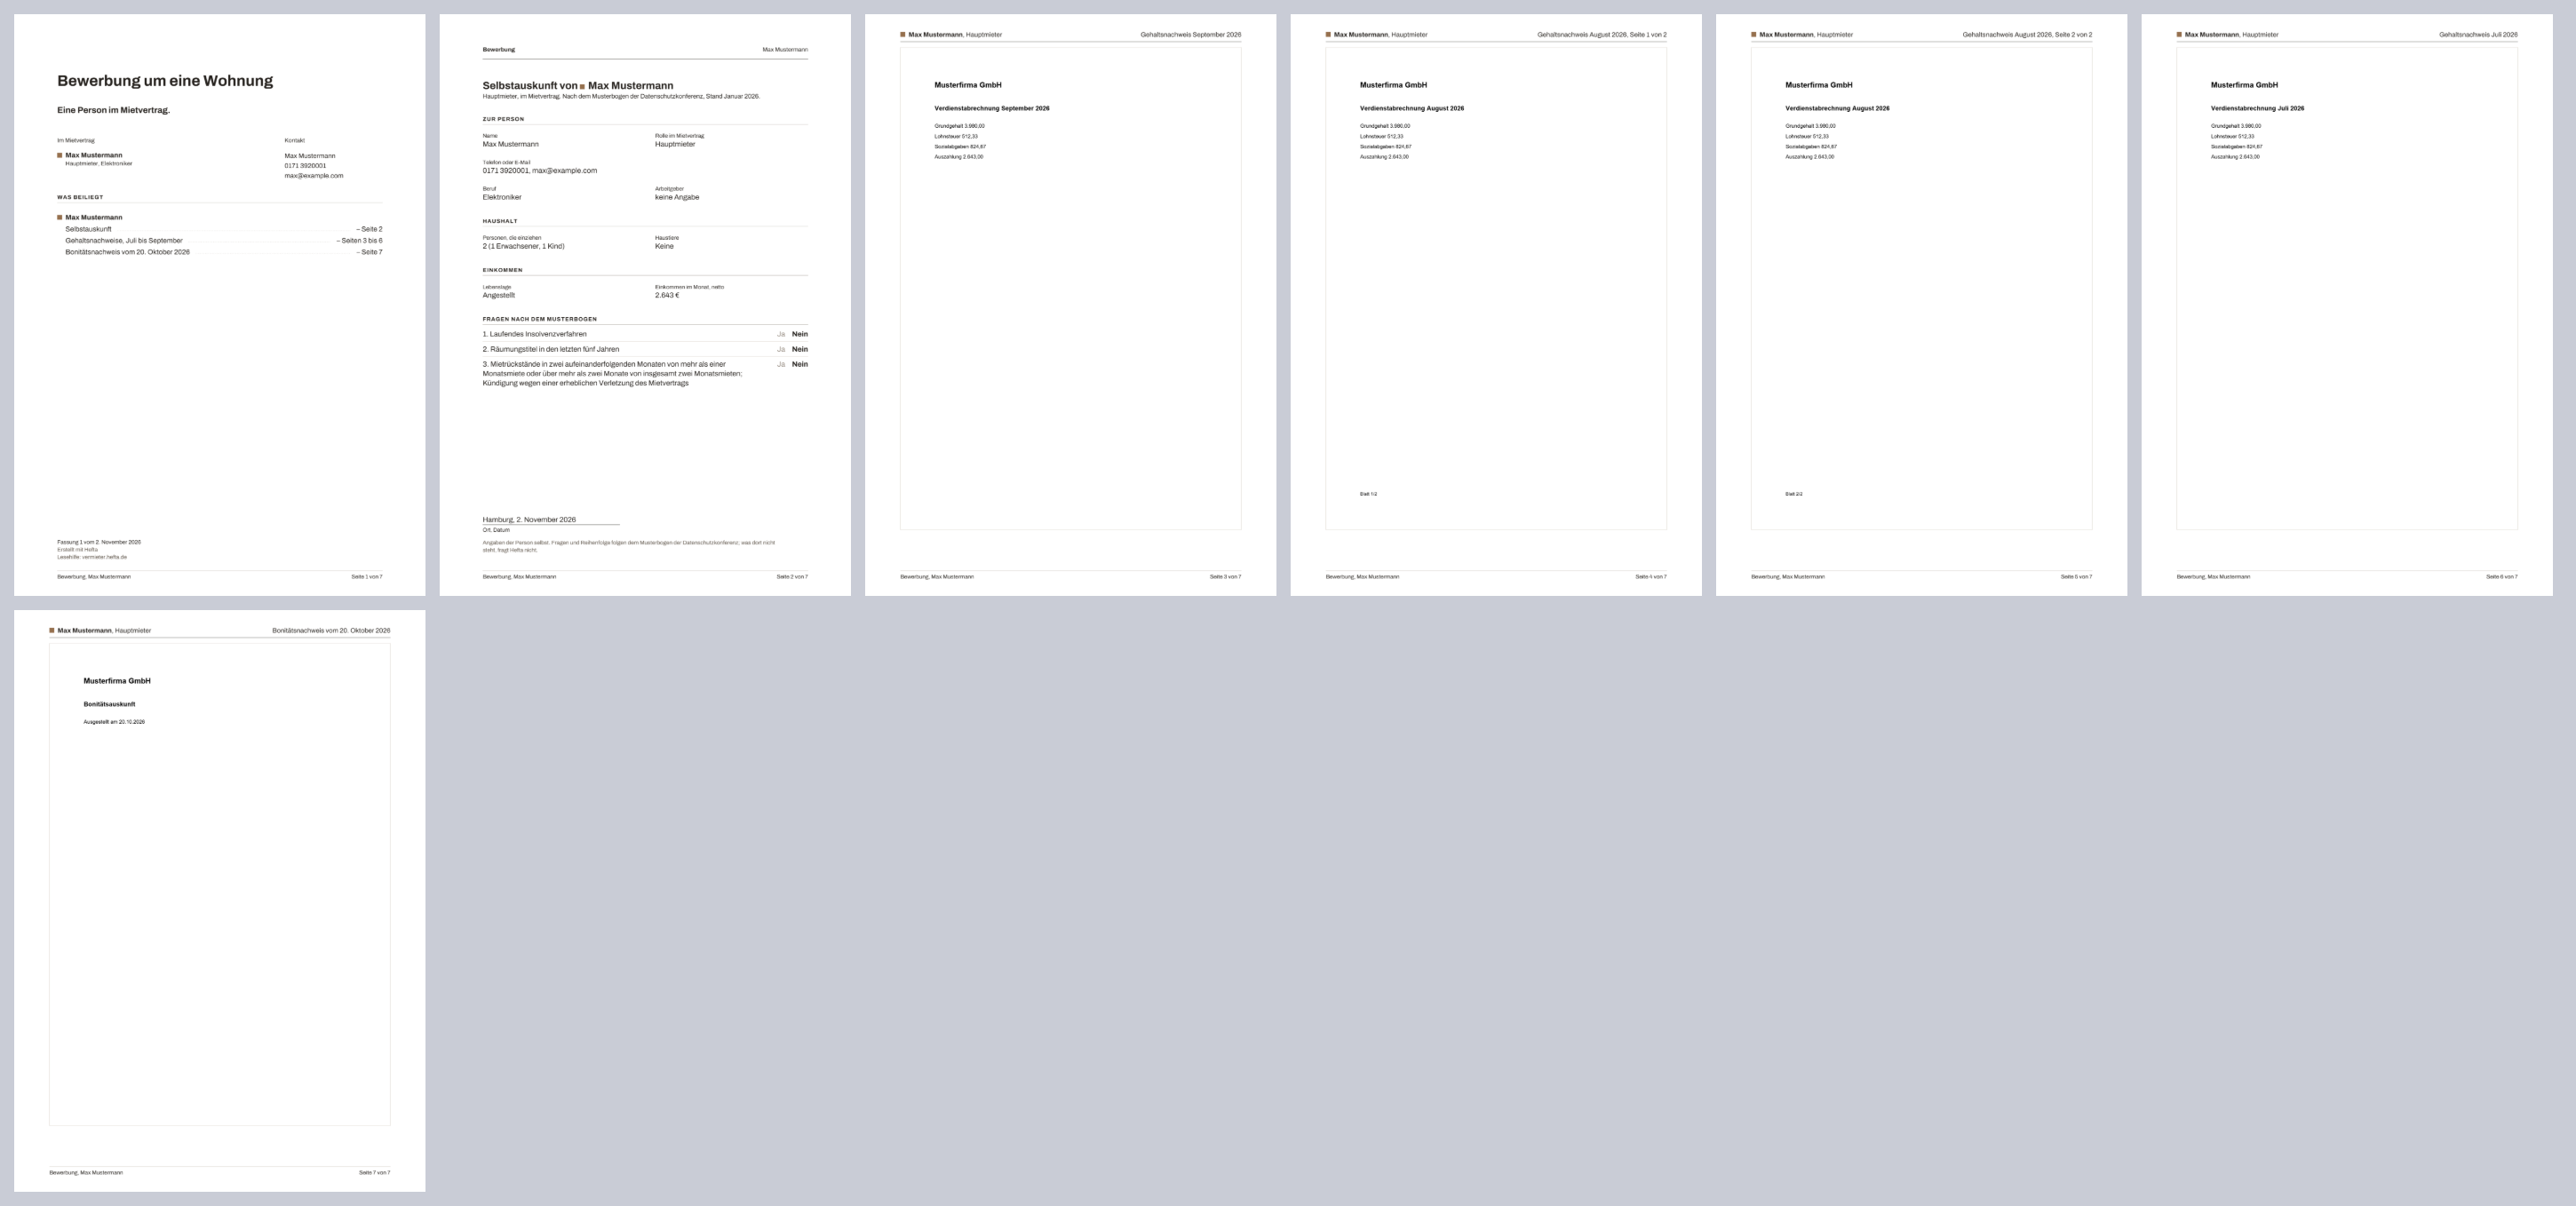 Bewerbung um eine Wohnung
Eine Person im Mietvertrag.
Im Mietvertrag
Max Mustermann
Hauptmieter, Elektroniker
Kontakt
Max Mustermann
0171 3920001
max@example.com
WAS BEILIEGT
Max Mustermann
Selbstauskunft – Seite 2
Gehaltsnachweise, Juli bis September – Seiten 3 bis 6
Bonitätsnachweis vom 20. Oktober 2026 – Seite 7
Fassung 1 vom 2. November 2026
Erstellt mit Hefta
Lesehilfe: vermieter.hefta.de
Bewerbung, Max Mustermann Seite 1 von 7
Bewerbung Max Mustermann
Selbstauskunft von Max Mustermann
Hauptmieter, im Mietvertrag. Nach dem Musterbogen der Datenschutzkonferenz, Stand Januar 2026.
ZUR PERSON
Name
Max Mustermann
Rolle im Mietvertrag
Hauptmieter
Telefon oder E-Mail
0171 3920001, max@example.com
Beruf
Elektroniker
Arbeitgeber
keine Angabe
HAUSHALT
Personen, die einziehen
2 (1 Erwachsener, 1 Kind)
Haustiere
Keine
EINKOMMEN
Lebenslage
Angestellt
Einkommen im Monat, netto
2.643 €
FRAGEN NACH DEM MUSTERBOGEN
1. Laufendes Insolvenzverfahren Ja Nein
2. Räumungstitel in den letzten fünf Jahren Ja Nein
3. Mietrückstände in zwei aufeinanderfolgenden Monaten von mehr als einer Ja Nein
Monatsmiete oder über mehr als zwei Monate von insgesamt zwei Monatsmieten;
Kündigung wegen einer erheblichen Verletzung des Mietvertrags
Hamburg, 2. November 2026
Ort, Datum
Angaben der Person selbst. Fragen und Reihenfolge folgen dem Musterbogen der Datenschutzkonferenz; was dort nicht
steht, fragt Hefta nicht.
Bewerbung, Max Mustermann Seite 2 von 7
Max Mustermann, Hauptmieter Gehaltsnachweis September 2026
Musterfirma GmbH
Verdienstabrechnung September 2026
Grundgehalt 3.980,00
Lohnsteuer 512,33
Sozialabgaben 824,67
Auszahlung 2.643,00
Bewerbung, Max Mustermann Seite 3 von 7
Max Mustermann, Hauptmieter Gehaltsnachweis August 2026, Seite 1 von 2
Musterfirma GmbH
Verdienstabrechnung August 2026
Grundgehalt 3.980,00
Lohnsteuer 512,33
Sozialabgaben 824,67
Auszahlung 2.643,00
Blatt 1/2
Bewerbung, Max Mustermann Seite 4 von 7
Max Mustermann, Hauptmieter Gehaltsnachweis August 2026, Seite 2 von 2
Musterfirma GmbH
Verdienstabrechnung August 2026
Grundgehalt 3.980,00
Lohnsteuer 512,33
Sozialabgaben 824,67
Auszahlung 2.643,00
Blatt 2/2
Bewerbung, Max Mustermann Seite 5 von 7
Max Mustermann, Hauptmieter Gehaltsnachweis Juli 2026
Musterfirma GmbH
Verdienstabrechnung Juli 2026
Grundgehalt 3.980,00
Lohnsteuer 512,33
Sozialabgaben 824,67
Auszahlung 2.643,00
Bewerbung, Max Mustermann Seite 6 von 7
Max Mustermann, Hauptmieter Bonitätsnachweis vom 20. Oktober 2026
Musterfirma GmbH
Bonitätsauskunft
Ausgestellt am 20.10.2026
Bewerbung, Max Mustermann Seite 7 von 7